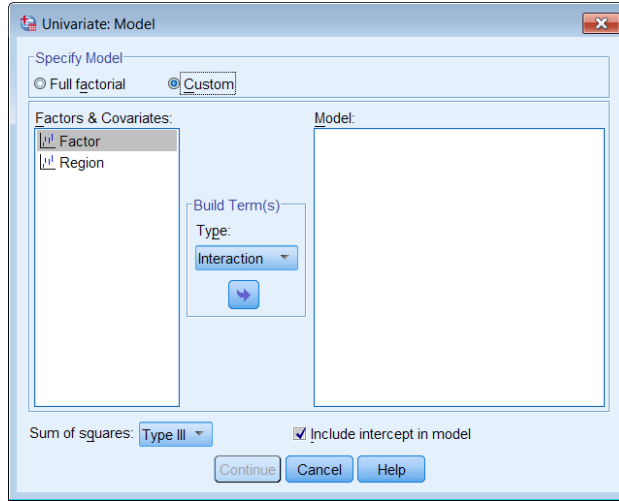 Univariate: Model
Specify Model
Full factorial Custom
Factors & Covariates:
Factor
Region
Build Term(s)
Type:
Interaction
Model:
Sum of squares: Type III Include intercept in model
Continue Cancel Help